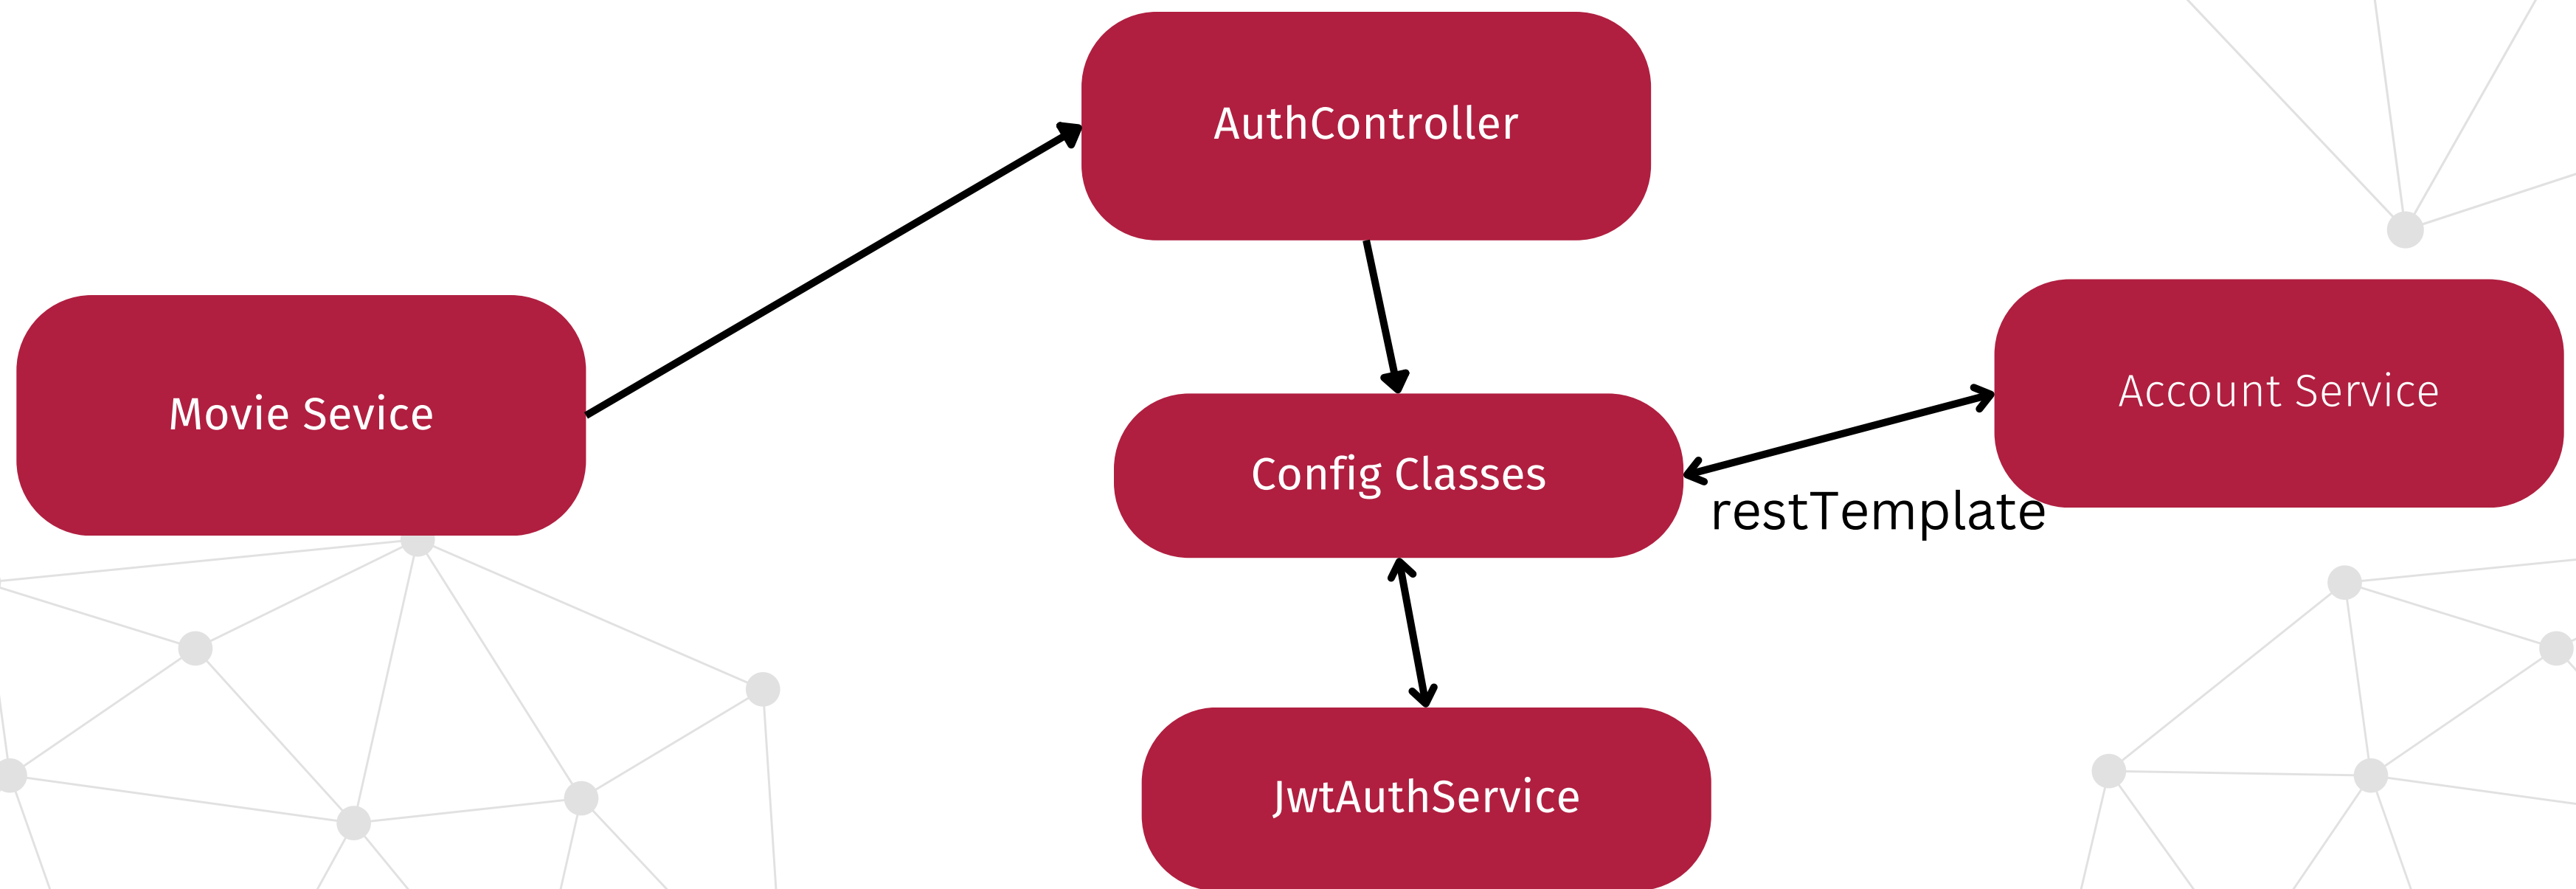 AuthController
Movie Sevice
Account Service
Config Classes
restTemplate
JwtAuthService